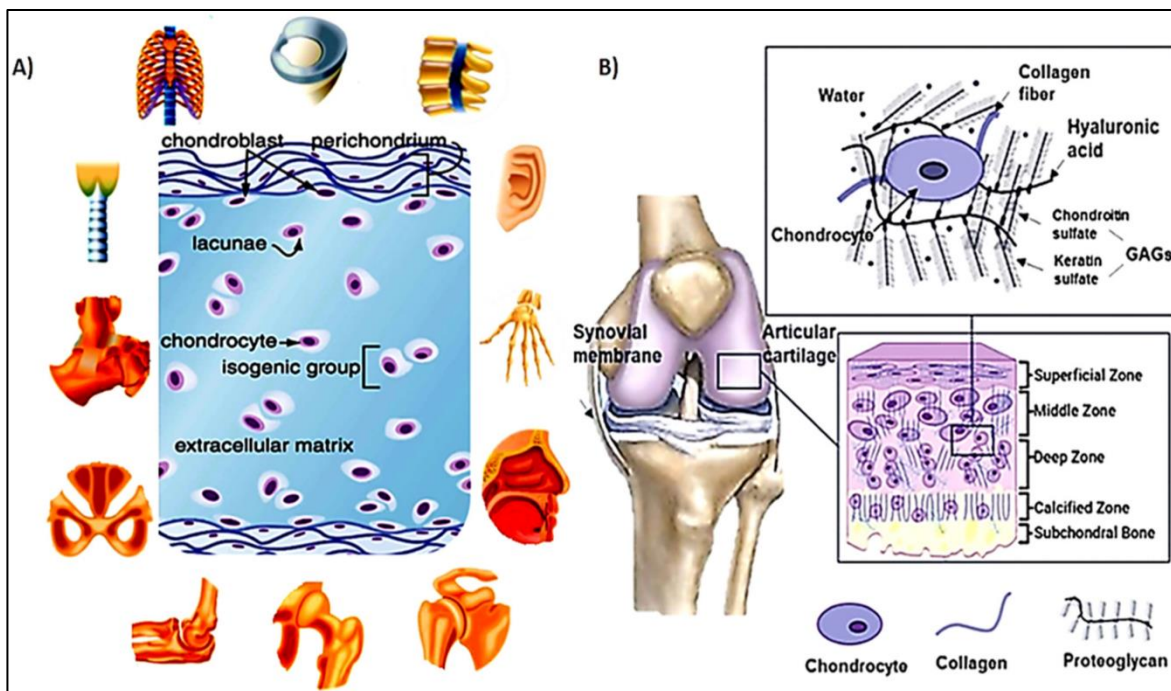 A)
chondroblast
perichondrium
lacunae
chondrocyte
isogenic group
extracellular matrix
B)
Water
Collagen
fiber
Hyaluronic
acid
Chondroitin
sulfate
GAGs
Chondrocyte
Keratin
sulfate
Synovial
membrane
Articular
cartilage
Superficial Zone
Middle Zone
Deep Zone
Calcified Zone
Subchondral Bone
Chondrocyte
Collagen
Proteoglycan